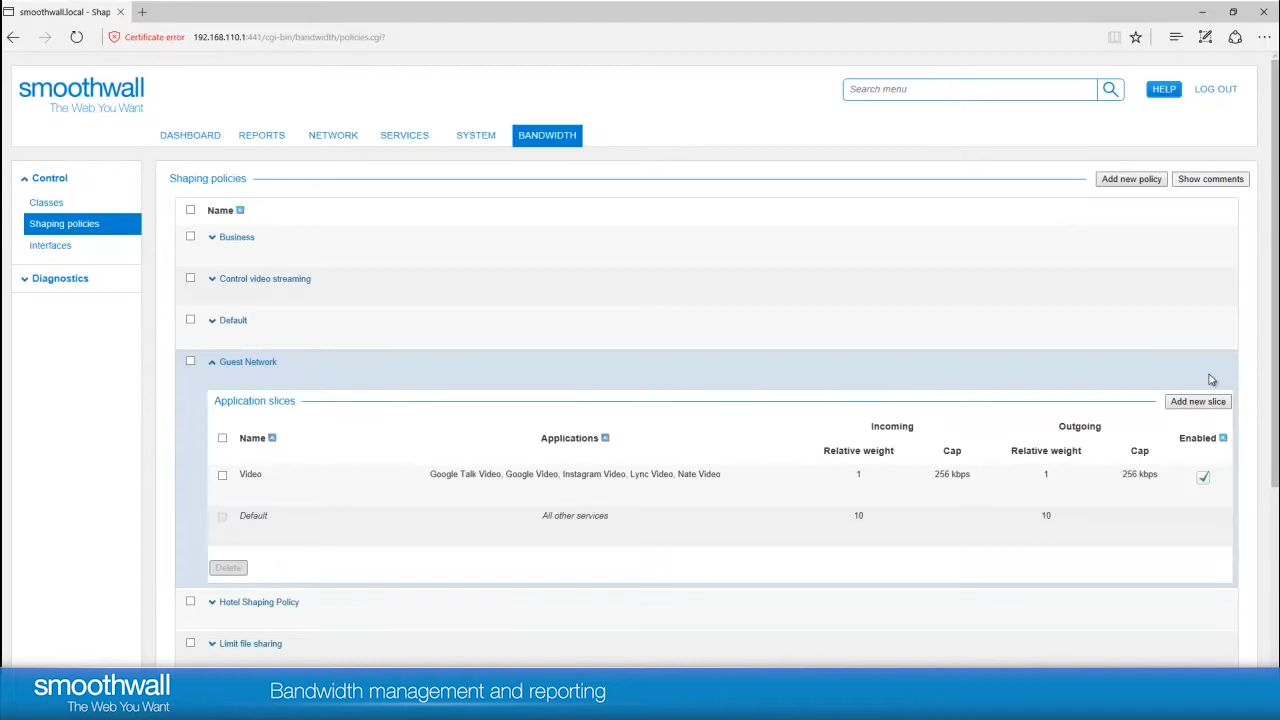 smoothwall.local - Shap
Certificate error 192.168.110.1:441/cgi-bin/bandwidth/policies.cgi?
smoothwall
The Web You Want
Search menu
HELP
LOG OUT
DASHBOARD REPORTS NETWORK SERVICES SYSTEM BANDWIDTH
Control
Classes
Shaping policies
Interfaces
Diagnostics
Shaping policies
Add new policy
Show comments
Name
Business
Control video streaming
Default
Guest Network
Application slices
Add new slice
Incoming Outgoing
Name Applications Relative weight Cap Relative weight Cap Enabled
Video Google Talk Video, Google Video, Instagram Video, Lync Video, Nate Video 1 256 kbps 1 256 kbps
Default All other services 10 10
Delete
Hotel Shaping Policy
Limit file sharing
smoothwall
The Web You Want
Bandwidth management and reporting